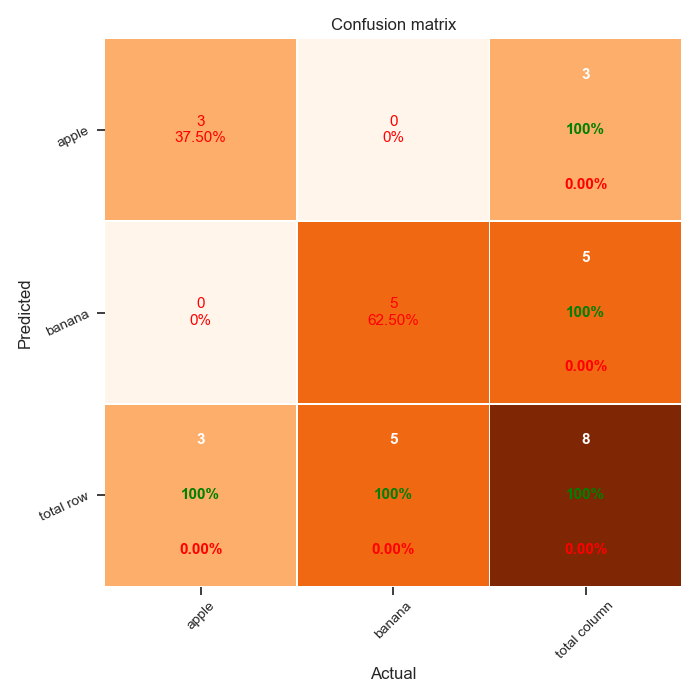 Confusion matrix
Predicted
apple
3
37.50%
0
0%
3
100%
0.00%
banana
0
0%
5
62.50%
5
100%
0.00%
total row
3
100%
0.00%
5
100%
0.00%
8
100%
0.00%
apple
banana
total column
Actual